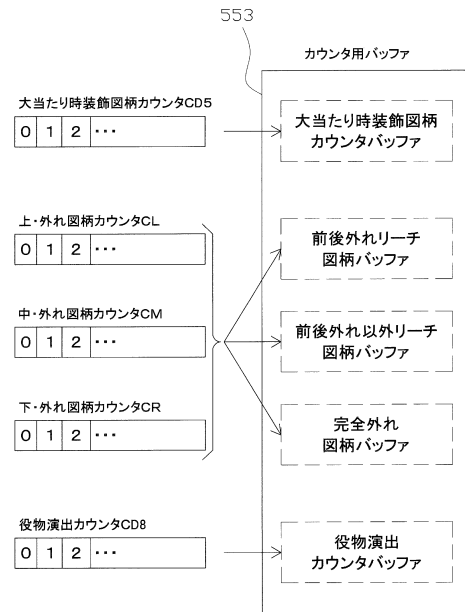 553
カウンタ用バッファ
大当たり時装飾図柄カウンタCD5
0 1 2 ･･･
大当たり時装飾図柄
カウンタバッファ
上・外れ図柄カウンタCL
0 1 2 ･･･
前後外れリーチ
図柄バッファ
中・外れ図柄カウンタCM
0 1 2 ･･･
前後外れ以外リーチ
図柄バッファ
下・外れ図柄カウンタCR
0 1 2 ･･･
完全外れ
図柄バッファ
役物演出カウンタCD8
0 1 2 ･･･
役物演出
カウンタバッファ